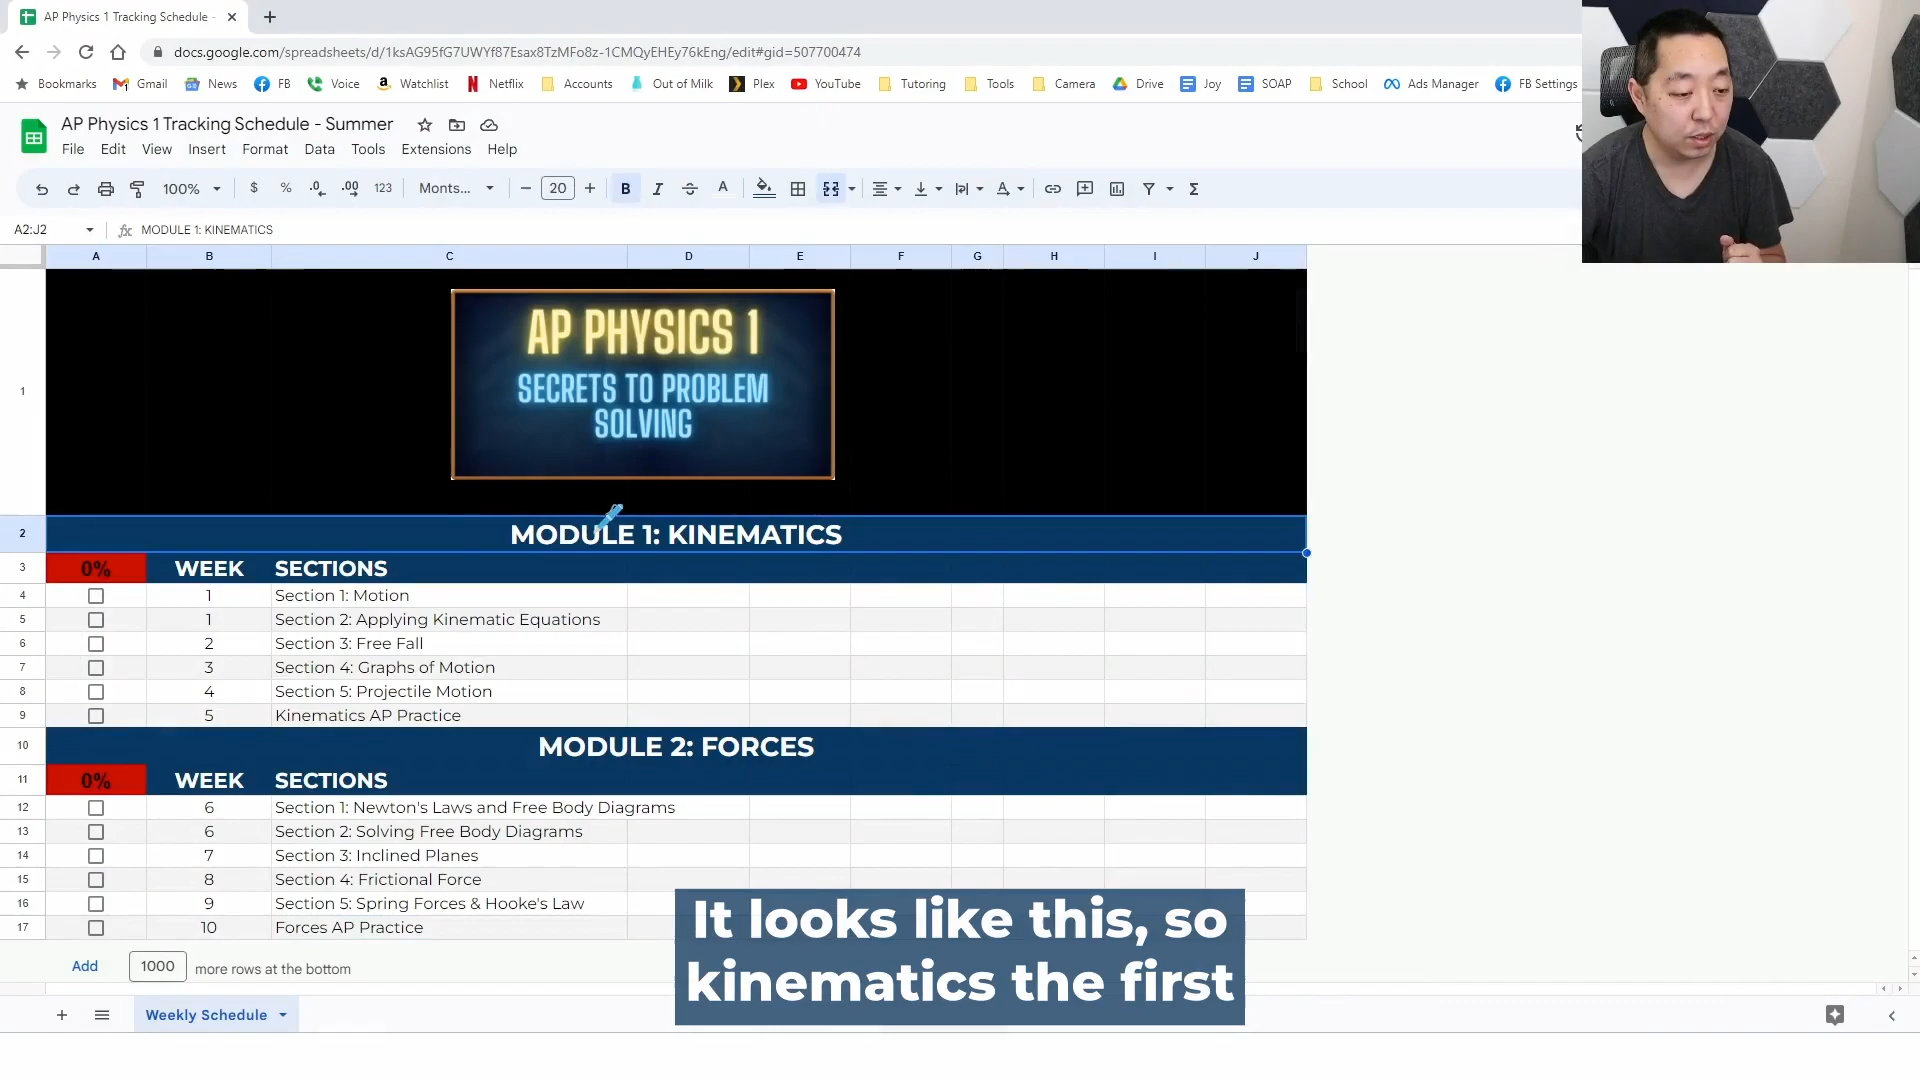 AP Physics 1 Tracking Schedule -
docs.google.com/spreadsheets/d/1ksAG95fG7UWYf87Esax8TzMFo8z-1CMQyEHEy76kEng/edit#gid=507700474
Bookmarks Gmail News FB Voice Watchlist Netflix Accounts Out of Milk Plex YouTube Tutoring Tools Camera Drive Joy SOAP School Ads Manager FB Settings
AP Physics 1 Tracking Schedule - Summer
File Edit View Insert Format Data Tools Extensions Help
100% $ % .0 .00 123 Monts... 20 B I A
A2:J2 fx MODULE 1: KINEMATICS
A B C D E F G H I J
1
AP PHYSICS 1
SECRETS TO PROBLEM
SOLVING
2 MODULE 1: KINEMATICS
3 0% WEEK SECTIONS
4 1 Section 1: Motion
5 1 Section 2: Applying Kinematic Equations
6 2 Section 3: Free Fall
7 3 Section 4: Graphs of Motion
8 4 Section 5: Projectile Motion
9 5 Kinematics AP Practice
10 MODULE 2: FORCES
11 0% WEEK SECTIONS
12 6 Section 1: Newton's Laws and Free Body Diagrams
13 6 Section 2: Solving Free Body Diagrams
14 7 Section 3: Inclined Planes
15 8 Section 4: Frictional Force
16 9 Section 5: Spring Forces & Hooke's Law
17 10 Forces AP Practice
It looks like this, so
kinematics the first
Add 1000 more rows at the bottom
Weekly Schedule